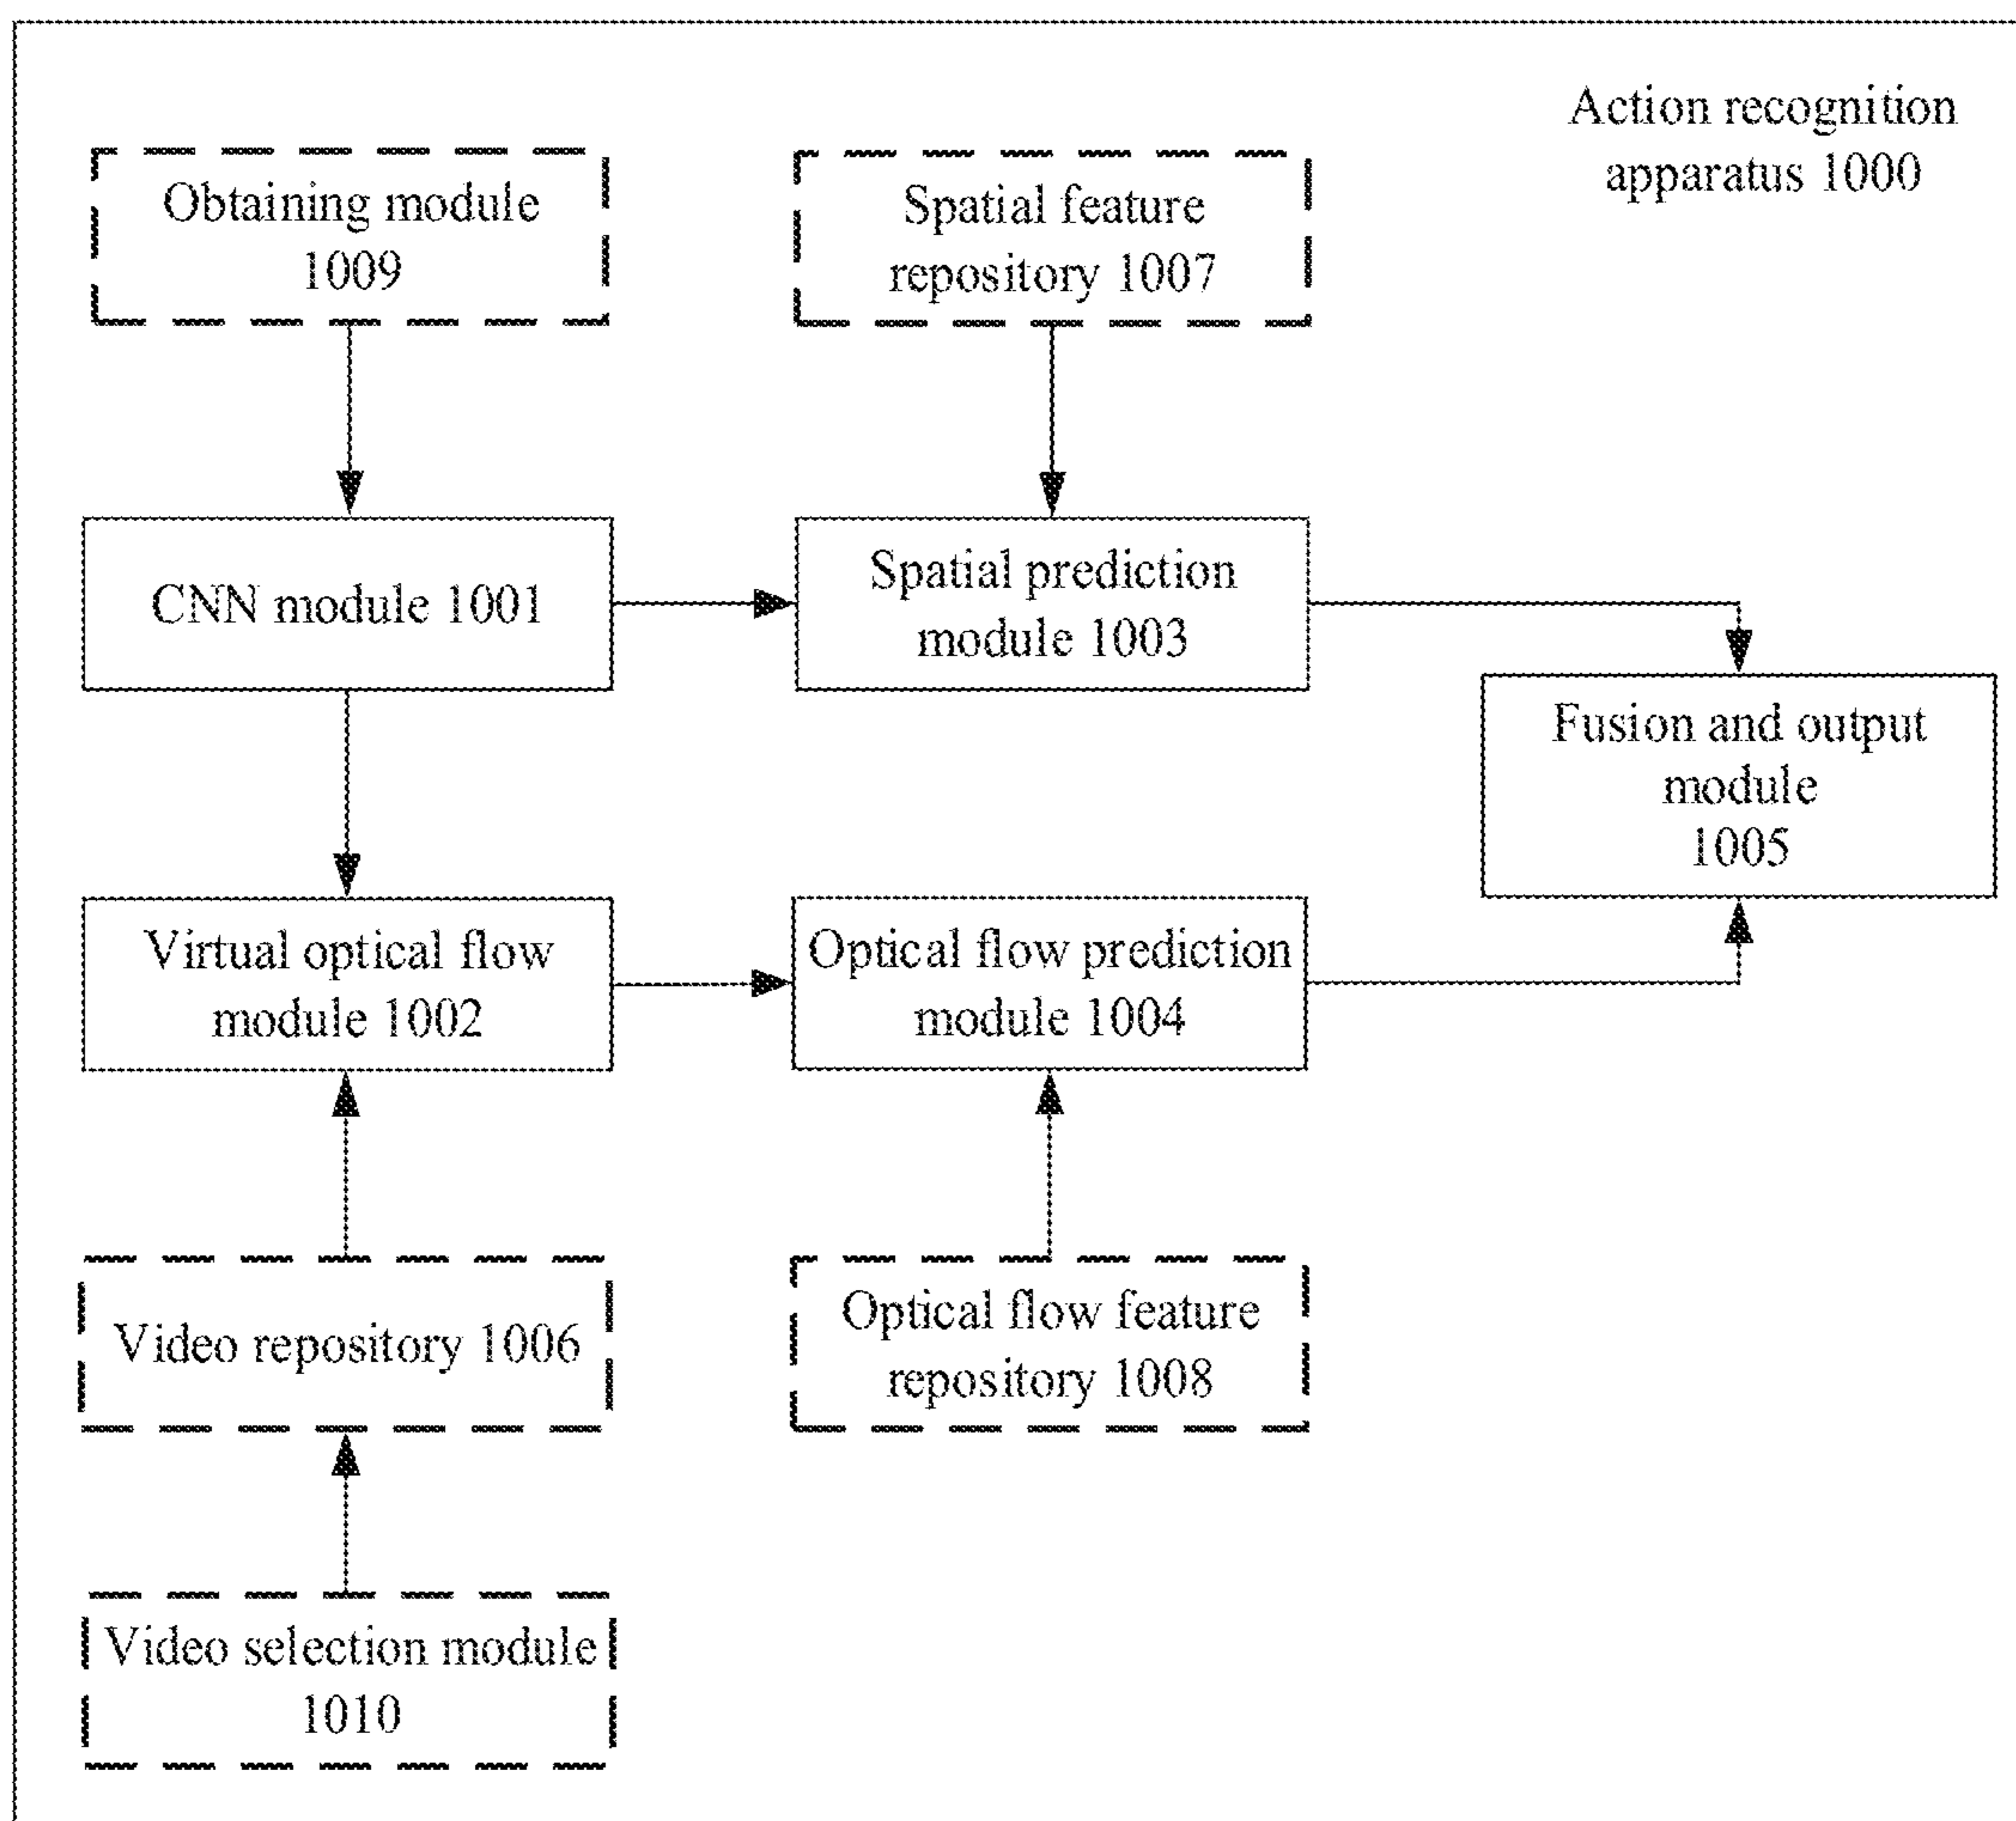 Action recognition
apparatus 1000
Obtaining module
1009
Spatial feature
repository 1007
CNN module 1001
Spatial prediction
module 1003
Fusion and output
module
1005
Virtual optical flow
module 1002
Optical flow prediction
module 1004
Video repository 1006
Optical flow feature
repository 1008
Video selection module
1010